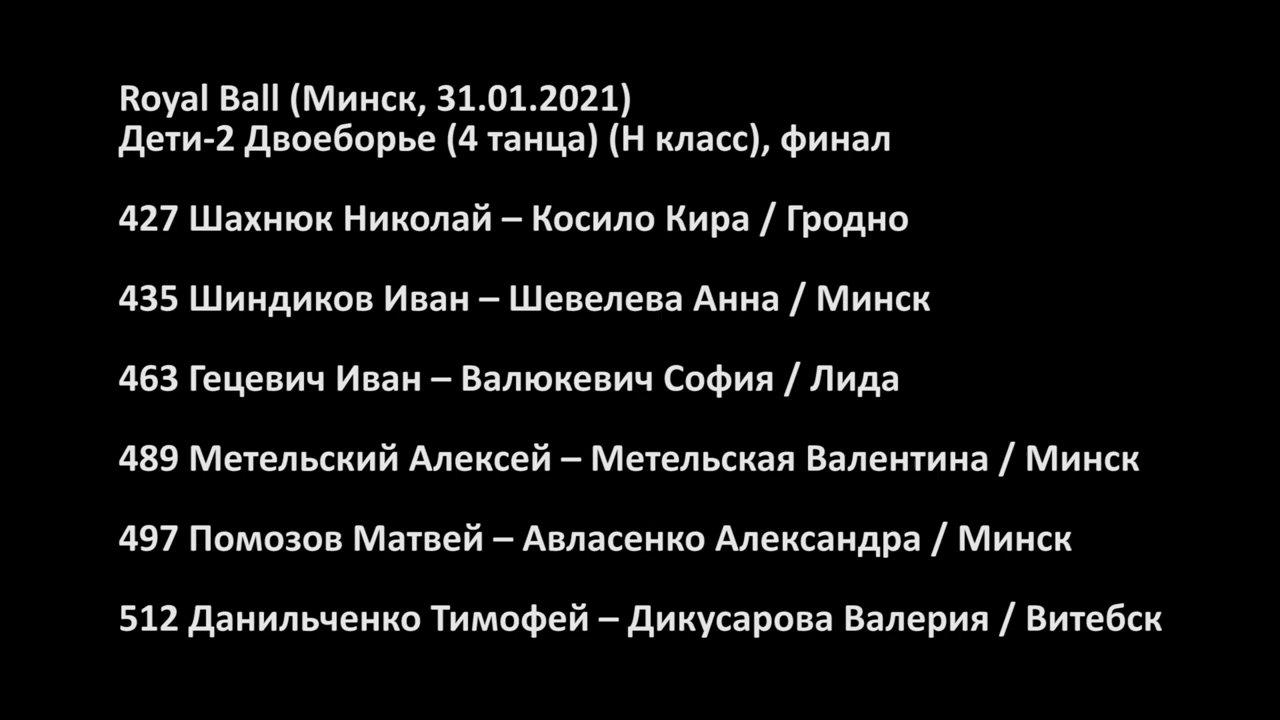 Royal Ball (Минск, 31.01.2021)
Дети-2 Двоеборье (4 танца) (Н класс), финал
427 Шахнюк Николай – Косило Кира / Гродно
435 Шиндиков Иван – Шевелева Анна / Минск
463 Гецевич Иван – Валюкевич София / Лида
489 Метельский Алексей – Метельская Валентина / Минск
497 Помозов Матвей – Авласенко Александра / Минск
512 Данильченко Тимофей – Дикусарова Валерия / Витебск